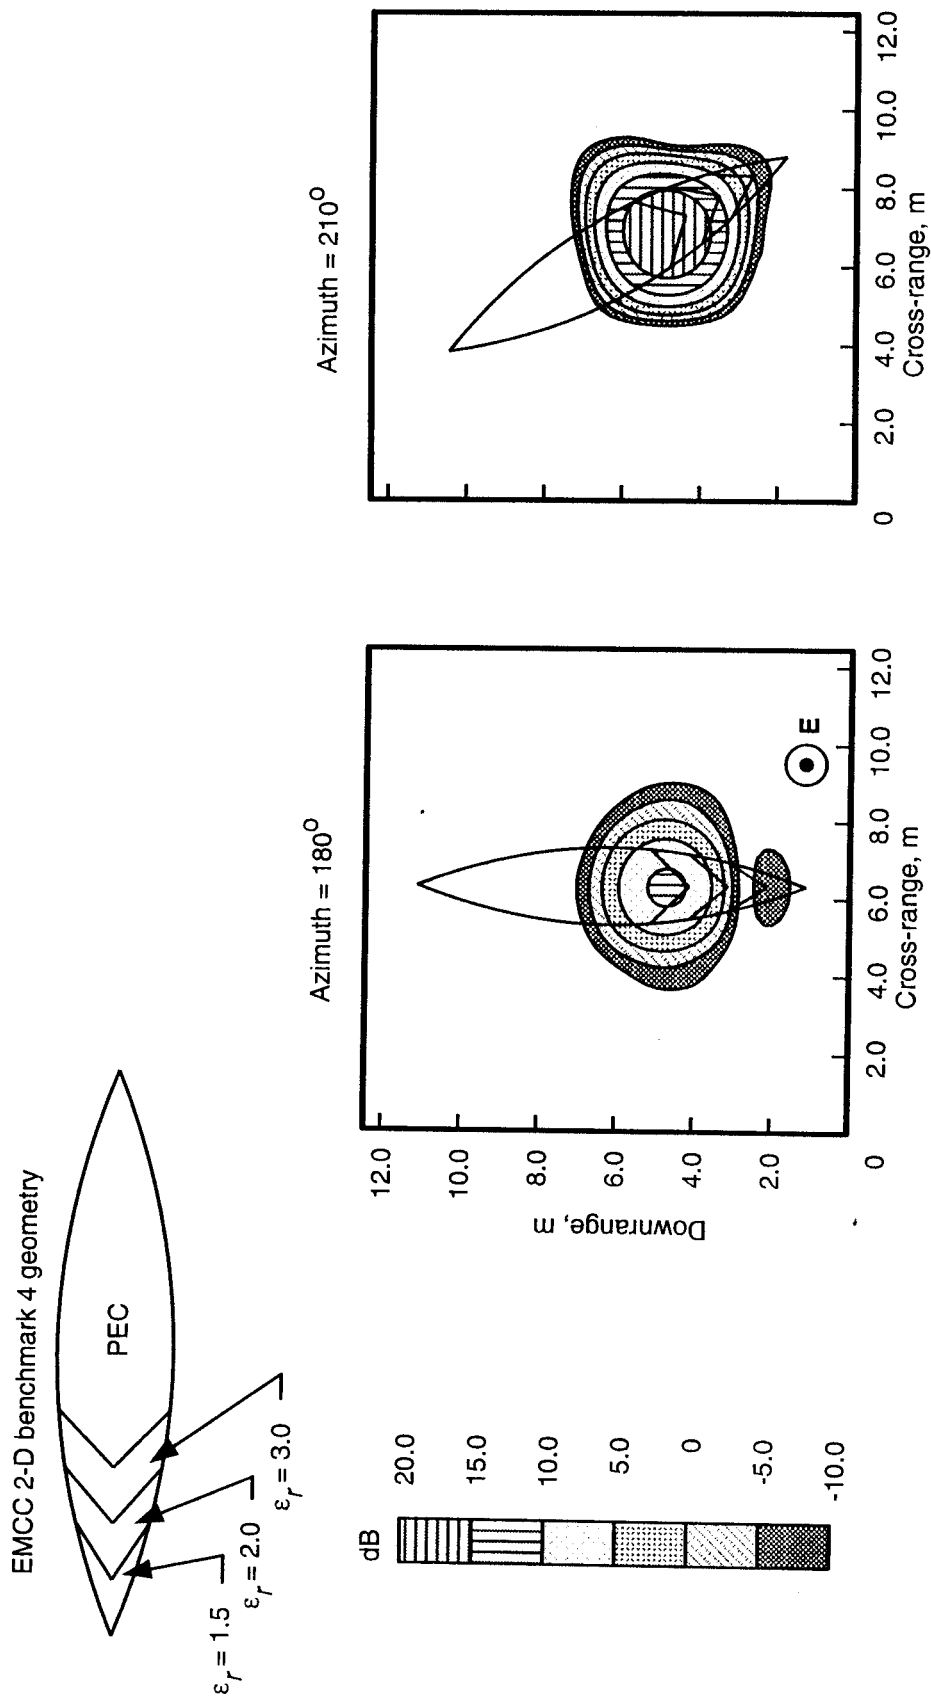 EMCC 2-D benchmark 4 geometry
PEC
εr = 1.5
εr = 2.0
εr = 3.0
dB
20.0
15.0
10.0
5.0
0
-5.0
-10.0
Azimuth = 180°
12.0
10.0
8.0
6.0
4.0
2.0
Downrange, m
0
2.0
4.0
6.0
8.0
10.0
12.0
Cross-range, m
E
Azimuth = 210°
0
2.0
4.0
6.0
8.0
10.0
12.0
Cross-range, m